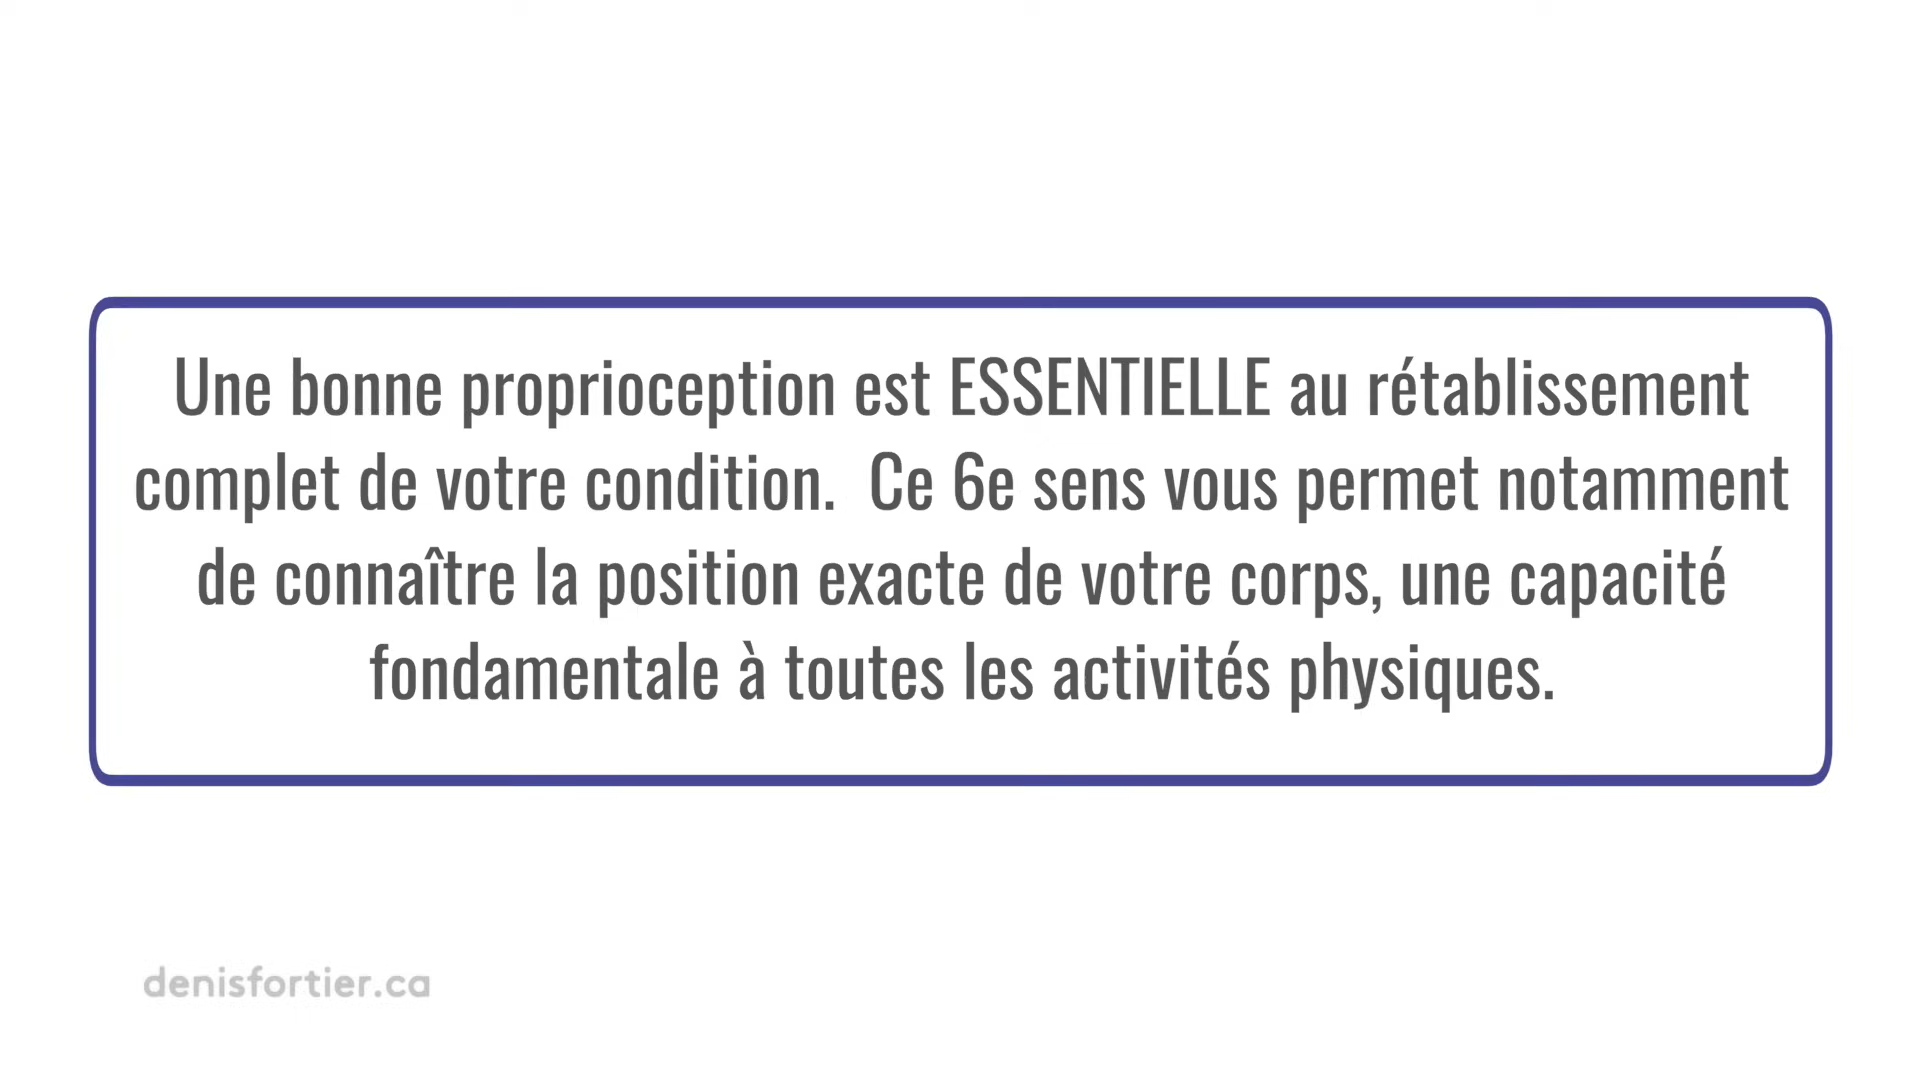 Une bonne proprioception est ESSENTIELLE au rétablissement
complet de votre condition.  Ce 6e sens vous permet notamment
de connaître la position exacte de votre corps, une capacité
fondamentale à toutes les activités physiques.
denisfortier.ca